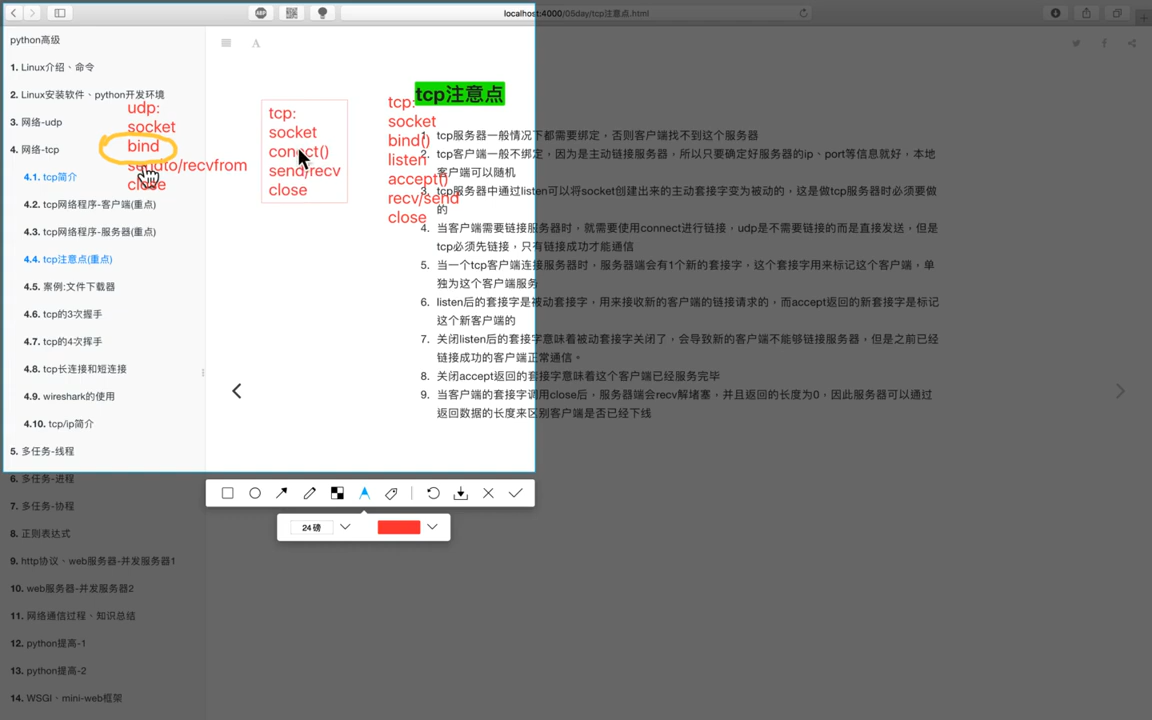 localhost:4000/05day/tcp注意点.html
python高级
1. Linux介绍、命令
2. Linux安装软件、python开发环境
3. 网络-udp
4. 网络-tcp
4.1. tcp简介
4.2. tcp网络程序-客户端(重点)
4.3. tcp网络程序-服务器(重点)
4.4. tcp注意点(重点)
4.5. 案例:文件下载器
4.6. tcp的3次握手
4.7. tcp的4次挥手
4.8. tcp长连接和短连接
4.9. wireshark的使用
4.10. tcp/ip简介
5. 多任务-线程
6. 多任务-进程
7. 多任务-协程
8. 正则表达式
9. http协议、web服务器-并发服务器1
10. web服务器-并发服务器2
11. 网络通信过程、知识总结
12. python提高-1
13. python提高-2
14. WSGI、mini-web框架
udp:
socket
bind
sendto/recvfrom
close
tcp:
socket
conect()
send/recv
close
tcp:
socket
bind()
listen
accept()
recv/send
close
A
tcp注意点
1. tcp服务器一般情况下都需要绑定，否则客户端找不到这个服务器
2. tcp客户端一般不绑定，因为是主动链接服务器，所以只要确定好服务器的ip、port等信息就好，本地
客户端可以随机
3. tcp服务器中通过listen可以将socket创建出来的主动套接字变为被动的，这是做tcp服务器时必须要做
的
4. 当客户端需要链接服务器时，就需要使用connect进行链接，udp是不需要链接的而是直接发送，但是
tcp必须先链接，只有链接成功才能通信
5. 当一个tcp客户端连接服务器时，服务器端会有1个新的套接字，这个套接字用来标记这个客户端，单
独为这个客户端服务
6. listen后的套接字是被动套接字，用来接收新的客户端的链接请求的，而accept返回的新套接字是标记
这个新客户端的
7. 关闭listen后的套接字意味着被动套接字关闭了，会导致新的客户端不能够链接服务器，但是之前已经
链接成功的客户端正常通信。
8. 关闭accept返回的套接字意味着这个客户端已经服务完毕
9. 当客户端的套接字调用close后，服务器端会recv解堵塞，并且返回的长度为0，因此服务器可以通过
返回数据的长度来区别客户端是否已经下线
24磅